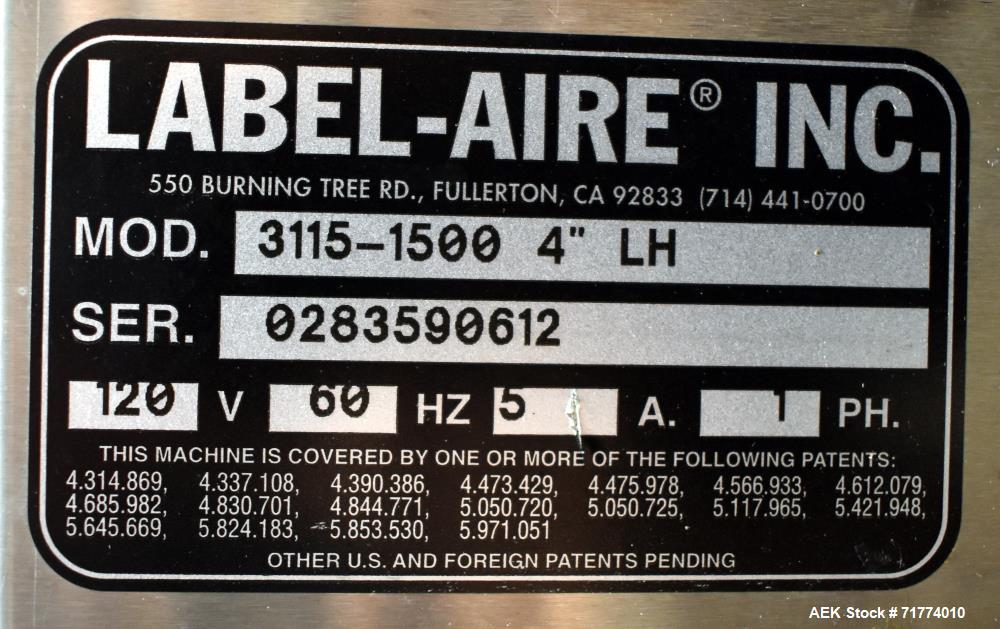 LABEL-AIRE® INC.
550 BURNING TREE RD., FULLERTON, CA 92833 (714) 441-0700
MOD. 3115-1500 4" LH
SER. 0283590612
120 V 60 HZ 5 A. 1 PH.
THIS MACHINE IS COVERED BY ONE OR MORE OF THE FOLLOWING PATENTS:
4.314.869, 4.337.108, 4.390.386, 4.473.429, 4.475.978, 4.566.933, 4.612.079,
4.685.982, 4.830.701, 4.844.771, 5.050.720, 5.050.725, 5.117.965, 5.421.948,
5.645.669, 5.824.183, 5.853.530, 5.971.051
OTHER U.S. AND FOREIGN PATENTS PENDING
AEK Stock #71774010